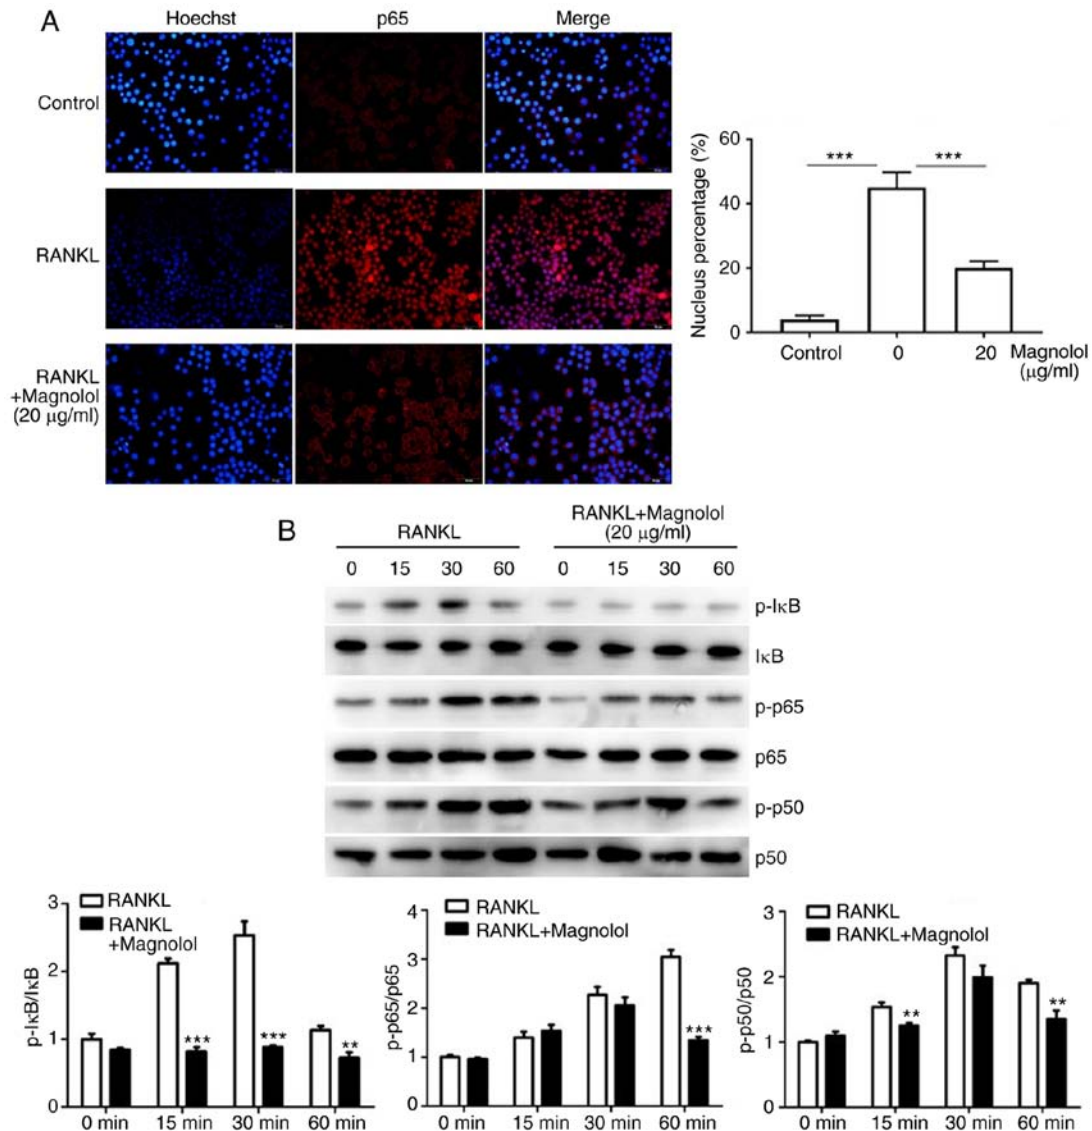 A
Hoechst p65 Merge
Control
RANKL
RANKL
+Magnolol
(20 µg/ml)
Nucleus percentage (%)
60
40
20
0
*** ***
Control 0 20 Magnolol
(µg/ml)
B
RANKL RANKL+Magnolol
(20 µg/ml)
0 15 30 60 0 15 30 60
p-IκB
IκB
p-p65
p65
p-p50
p50
p-IκB/IκB
3
2
1
0
RANKL
RANKL
+Magnolol
*** *** **
0 min 15 min 30 min 60 min
p-p65/p65
4
3
2
1
0
RANKL
RANKL+Magnolol
***
0 min 15 min 30 min 60 min
p-p50/p50
3
2
1
0
RANKL
RANKL+Magnolol
** **
0 min 15 min 30 min 60 min